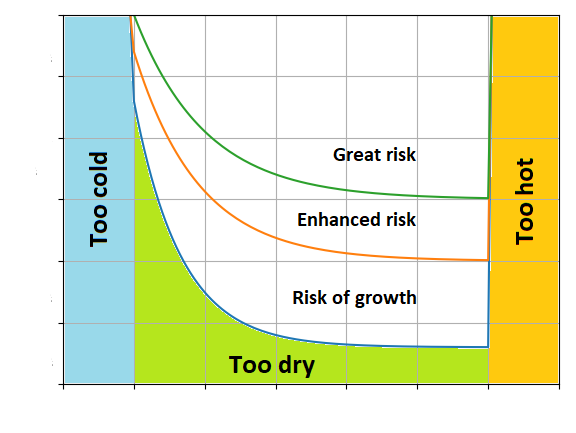 Great risk
Too cold
Too hot
Enhanced risk
Risk of growth
Too dry